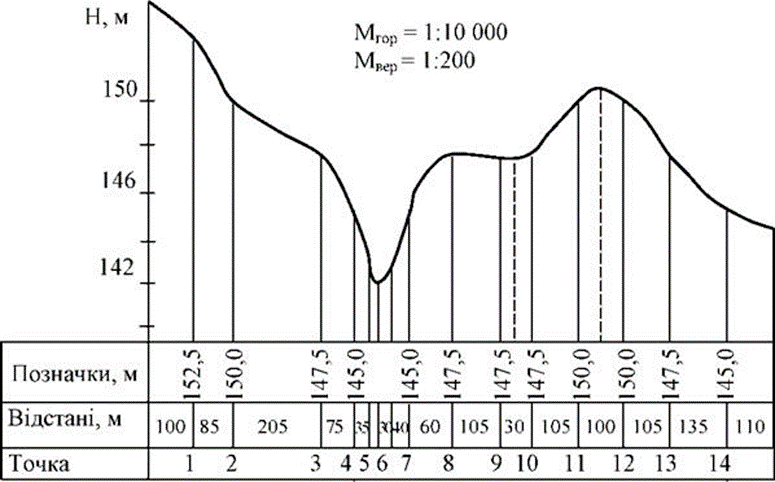 Н, м
Мгор = 1:10 000
Мвер = 1:200
150
146
142
Позначки, м 152,5 150,0 147,5 145,0 145,0 147,5 147,5 147,5 150,0 150,0 147,5 145,0
Відстані, м 100 85 205 75 35 30 40 60 105 30 105 100 105 135 110
Точка 1 2 3 4 5 6 7 8 9 10 11 12 13 14